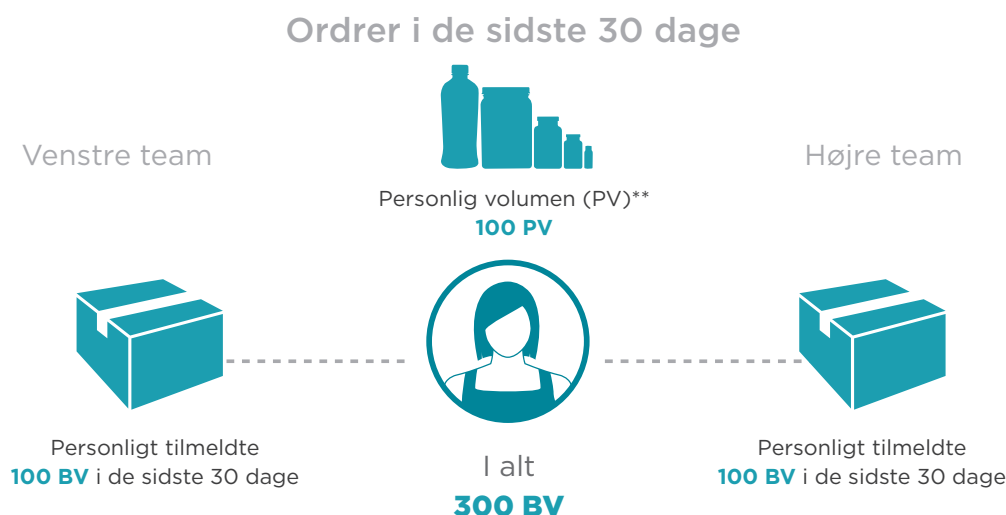 Ordrer i de sidste 30 dage
Venstre team
Højre team
Personlig volumen (PV)**
100 PV
Personligt tilmeldte
100 BV i de sidste 30 dage
I alt
300 BV
Personligt tilmeldte
100 BV i de sidste 30 dage